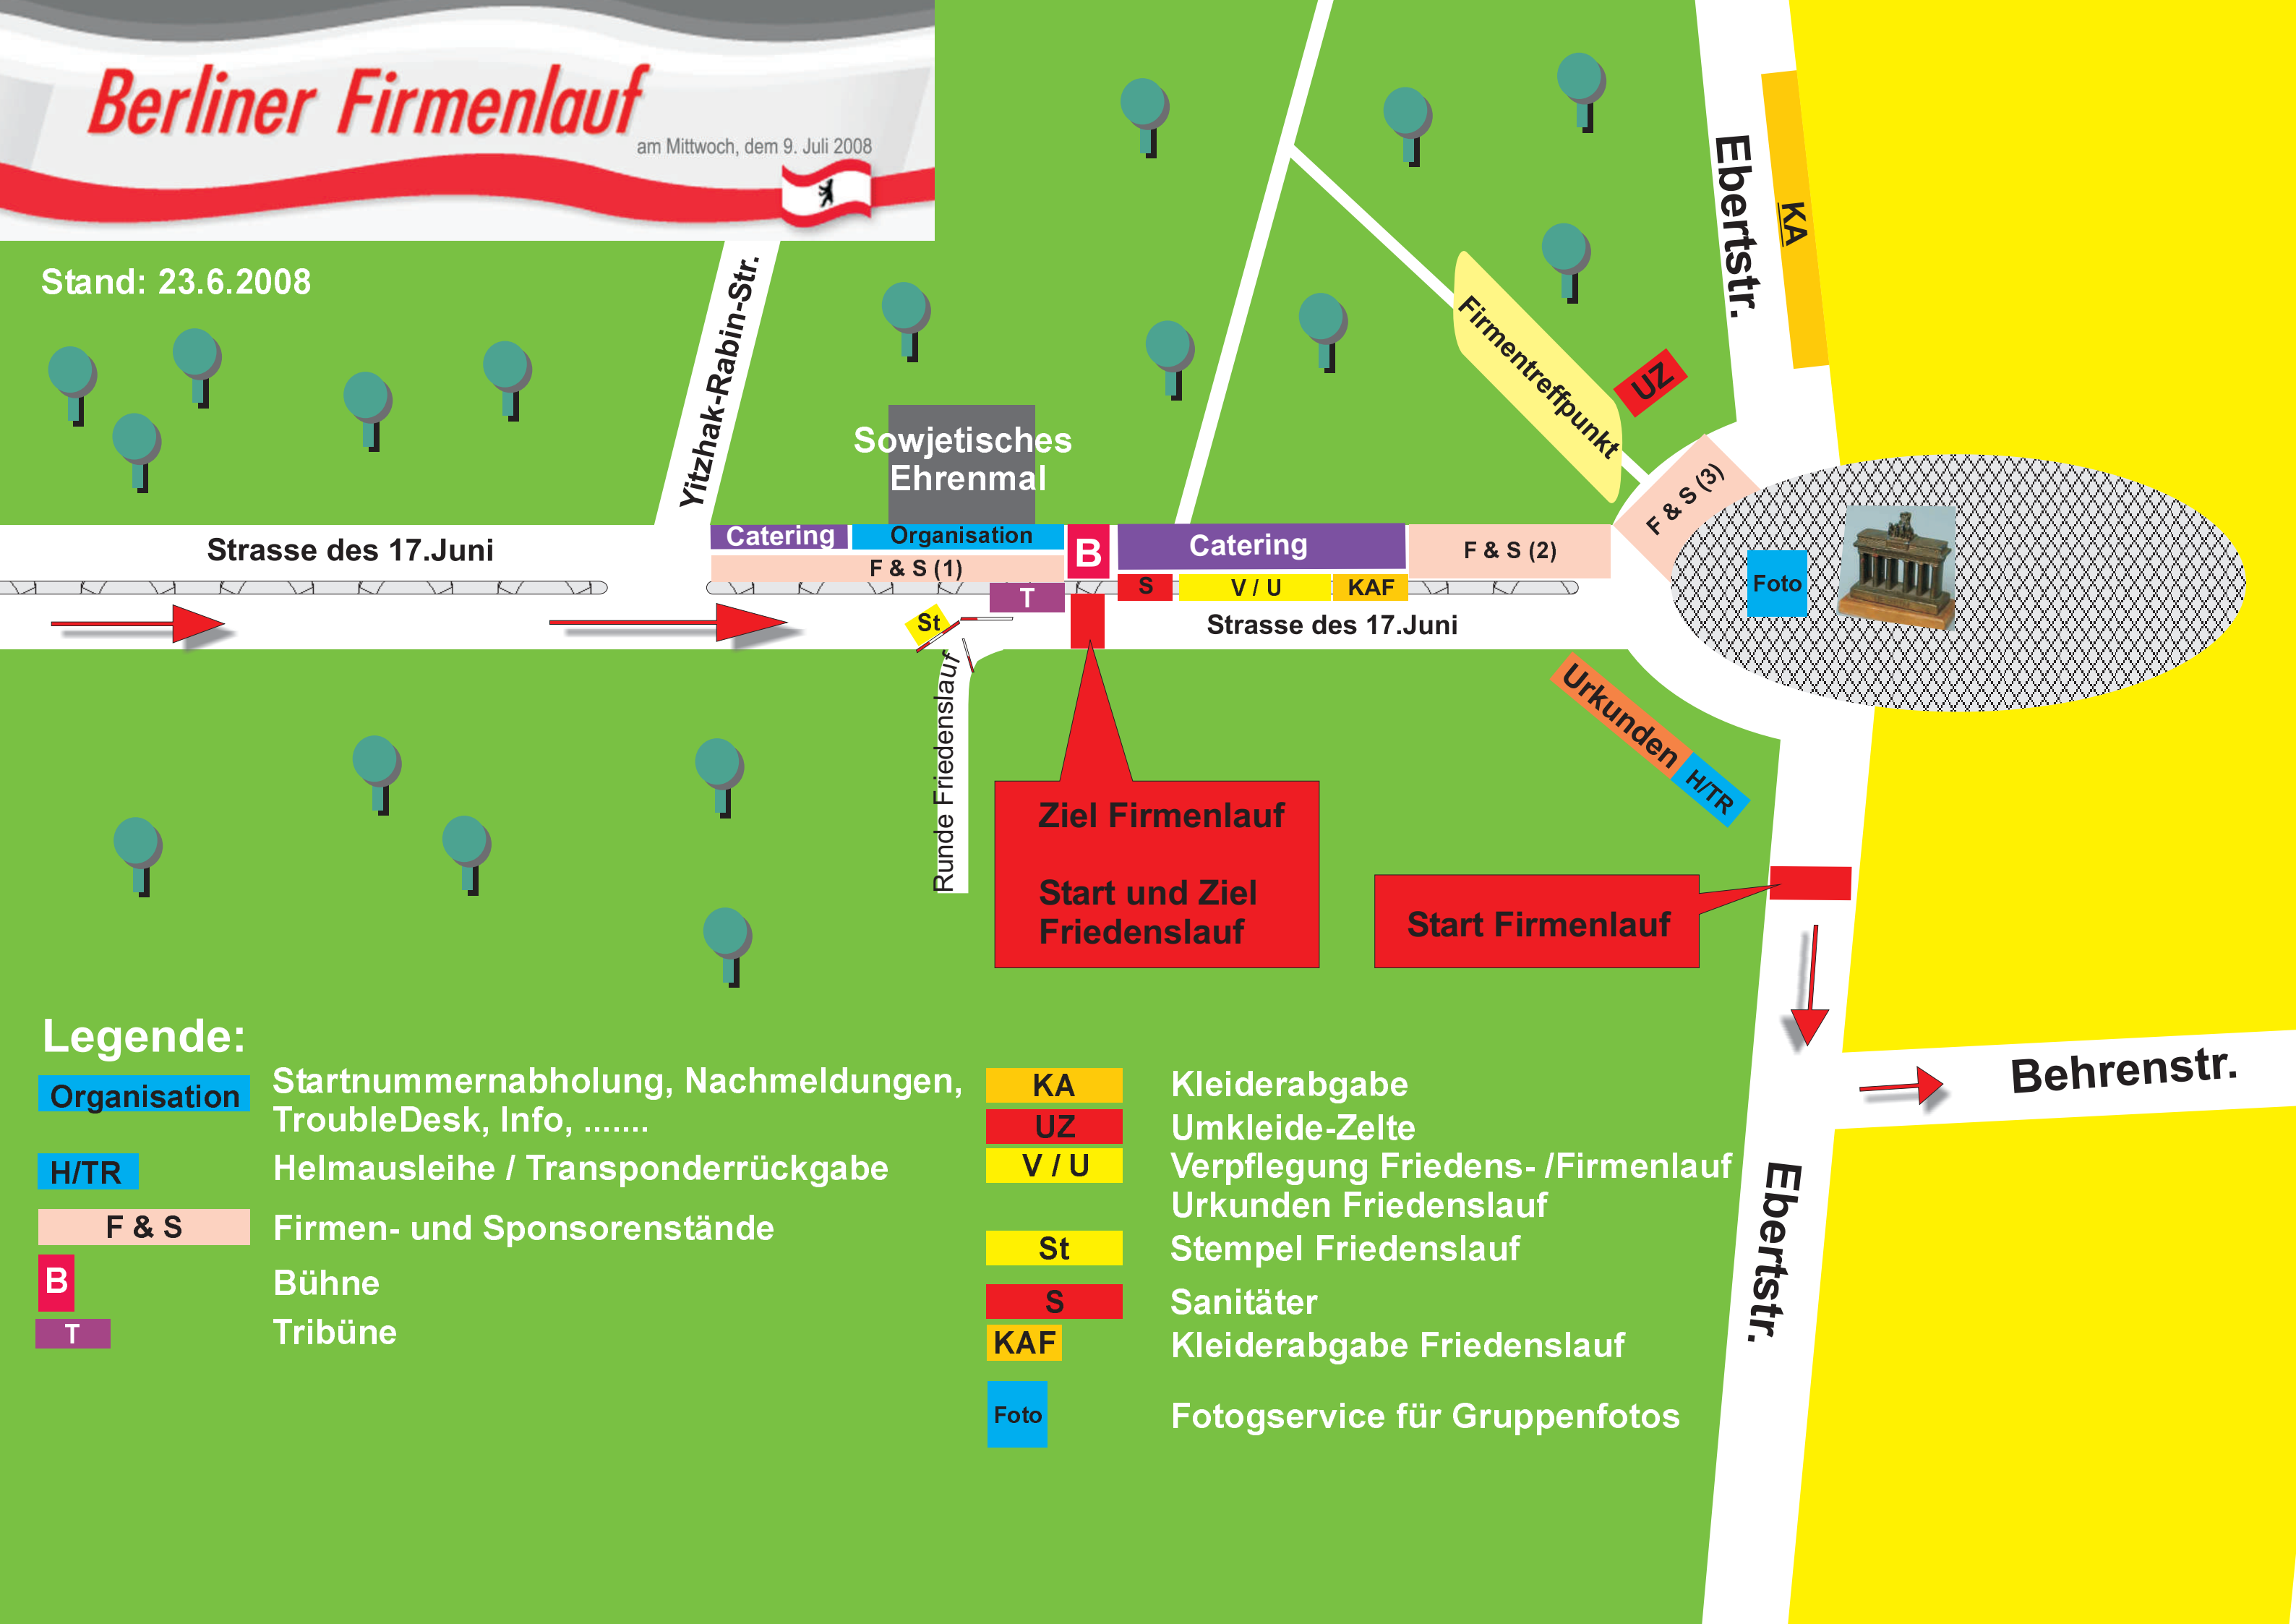 Berliner Firmenlauf
am Mittwoch, dem 9. Juli 2008
Stand: 23.6.2008
Yitzhak-Rabin-Str.
Ebertstr.
KA
Firmentreffpunkt
UZ
Sowjetisches
Ehrenmal
F & S (3)
Strasse des 17.Juni
Catering
Organisation
F & S (1)
B
Catering
F & S (2)
T
S
V / U
KAF
Foto
St
Strasse des 17.Juni
Runde Friedenslauf
Urkunden
H/TR
Ziel Firmenlauf
Start und Ziel
Friedenslauf
Start Firmenlauf
Behrenstr.
Ebertstr.
Legende:
Organisation
Startnummernabholung, Nachmeldungen,
TroubleDesk, Info, .......
H/TR
Helmausleihe / Transponderrückgabe
F & S
Firmen- und Sponsorenstände
B
Bühne
T
Tribüne
KA
Kleiderabgabe
UZ
Umkleide-Zelte
V / U
Verpflegung Friedens- /Firmenlauf
Urkunden Friedenslauf
St
Stempel Friedenslauf
S
Sanitäter
KAF
Kleiderabgabe Friedenslauf
Foto
Fotogservice für Gruppenfotos